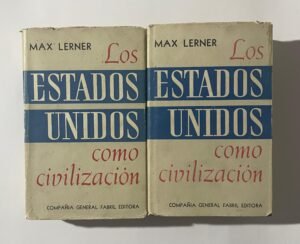 MAX LERNER
Los
ESTADOS
UNIDOS
como
civilización
COMPAÑIA GENERAL FABRIL EDITORA
MAX LERNER
Los
ESTADOS
UNIDOS
como
civilización
COMPAÑIA GENERAL FABRIL EDITORA